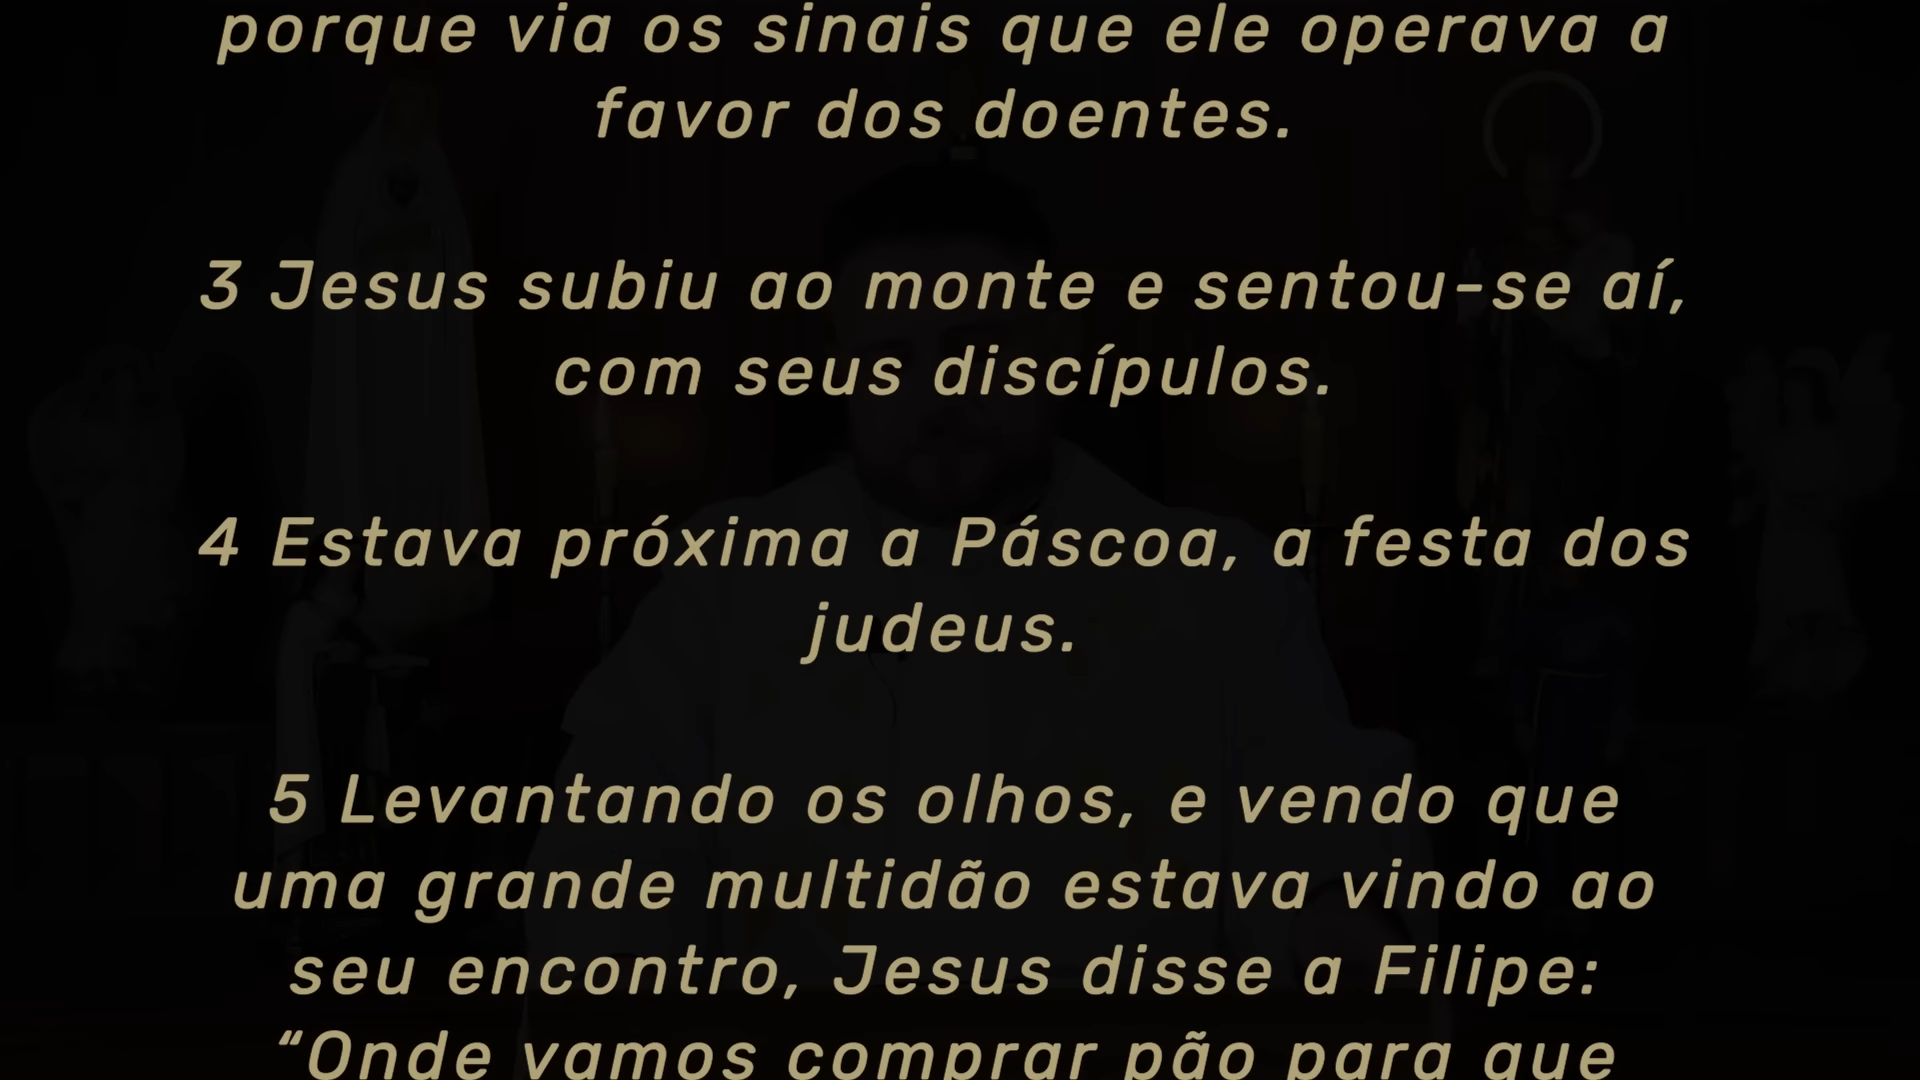 porque via os sinais que ele operava a
favor dos doentes.
3 Jesus subiu ao monte e sentou-se aí,
com seus discípulos.
4 Estava próxima a Páscoa, a festa dos
judeus.
5 Levantando os olhos, e vendo que
uma grande multidão estava vindo ao
seu encontro, Jesus disse a Filipe:
“Onde vamos comprar pão para que